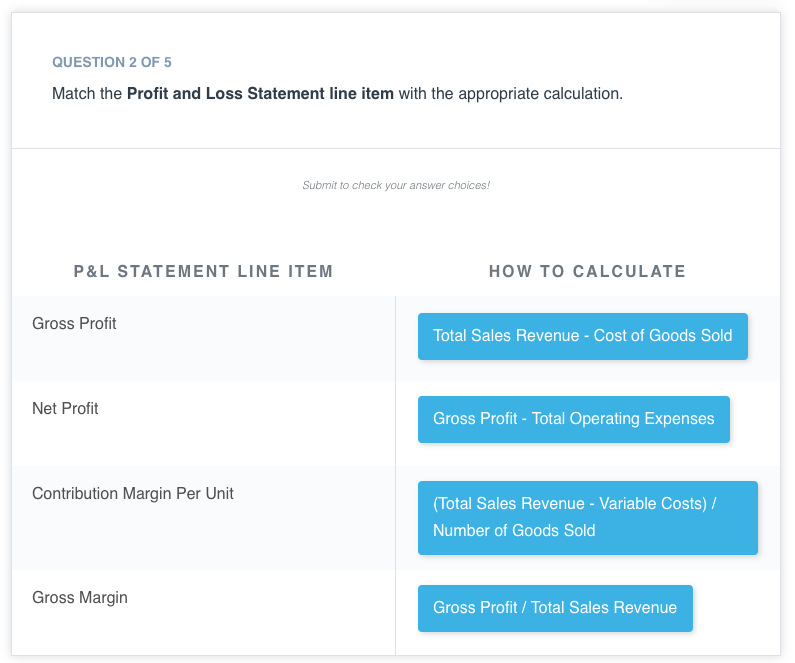 QUESTION 2 OF 5
Match the Profit and Loss Statement line item with the appropriate calculation.
Submit to check your answer choices!
P&L STATEMENT LINE ITEM
HOW TO CALCULATE
Gross Profit
Total Sales Revenue - Cost of Goods Sold
Net Profit
Gross Profit - Total Operating Expenses
Contribution Margin Per Unit
(Total Sales Revenue - Variable Costs) /
Number of Goods Sold
Gross Margin
Gross Profit / Total Sales Revenue